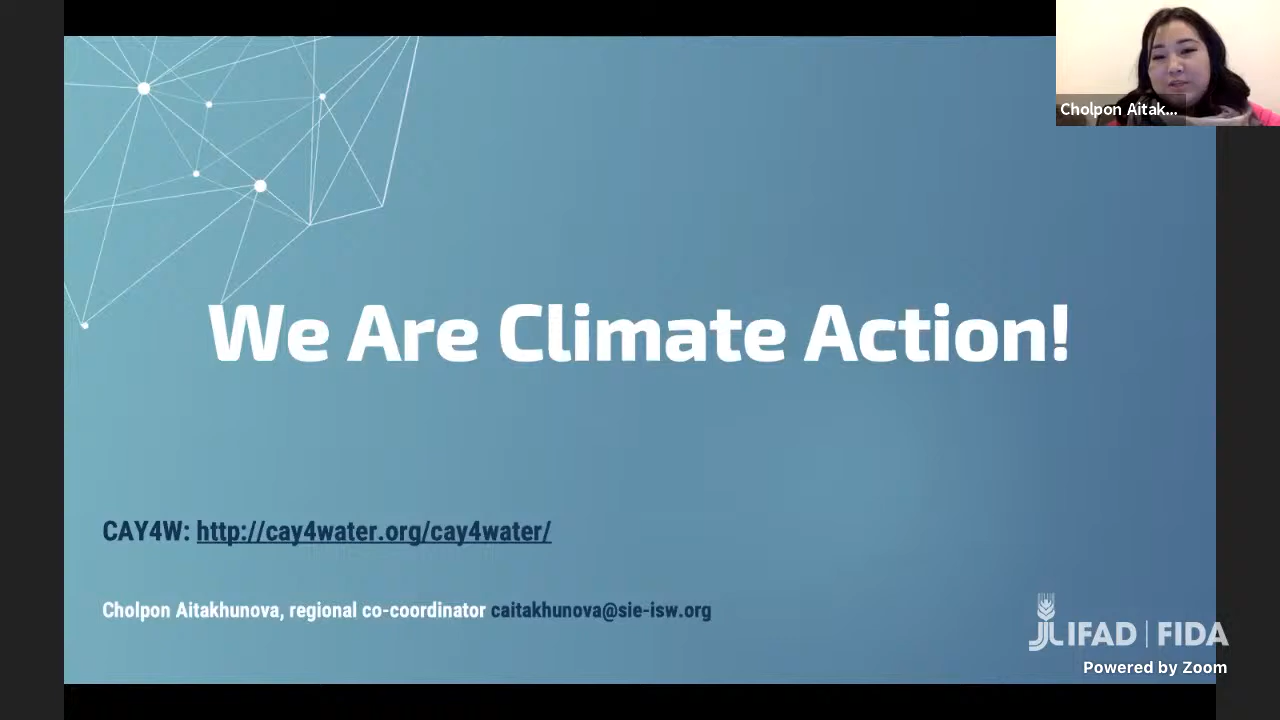 Cholpon Aitak...
We Are Climate Action!
CAY4W: http://cay4water.org/cay4water/
Cholpon Aitakhunova, regional co-coordinator caitakhunova@sie-isw.org
IFAD | FIDA
Powered by Zoom